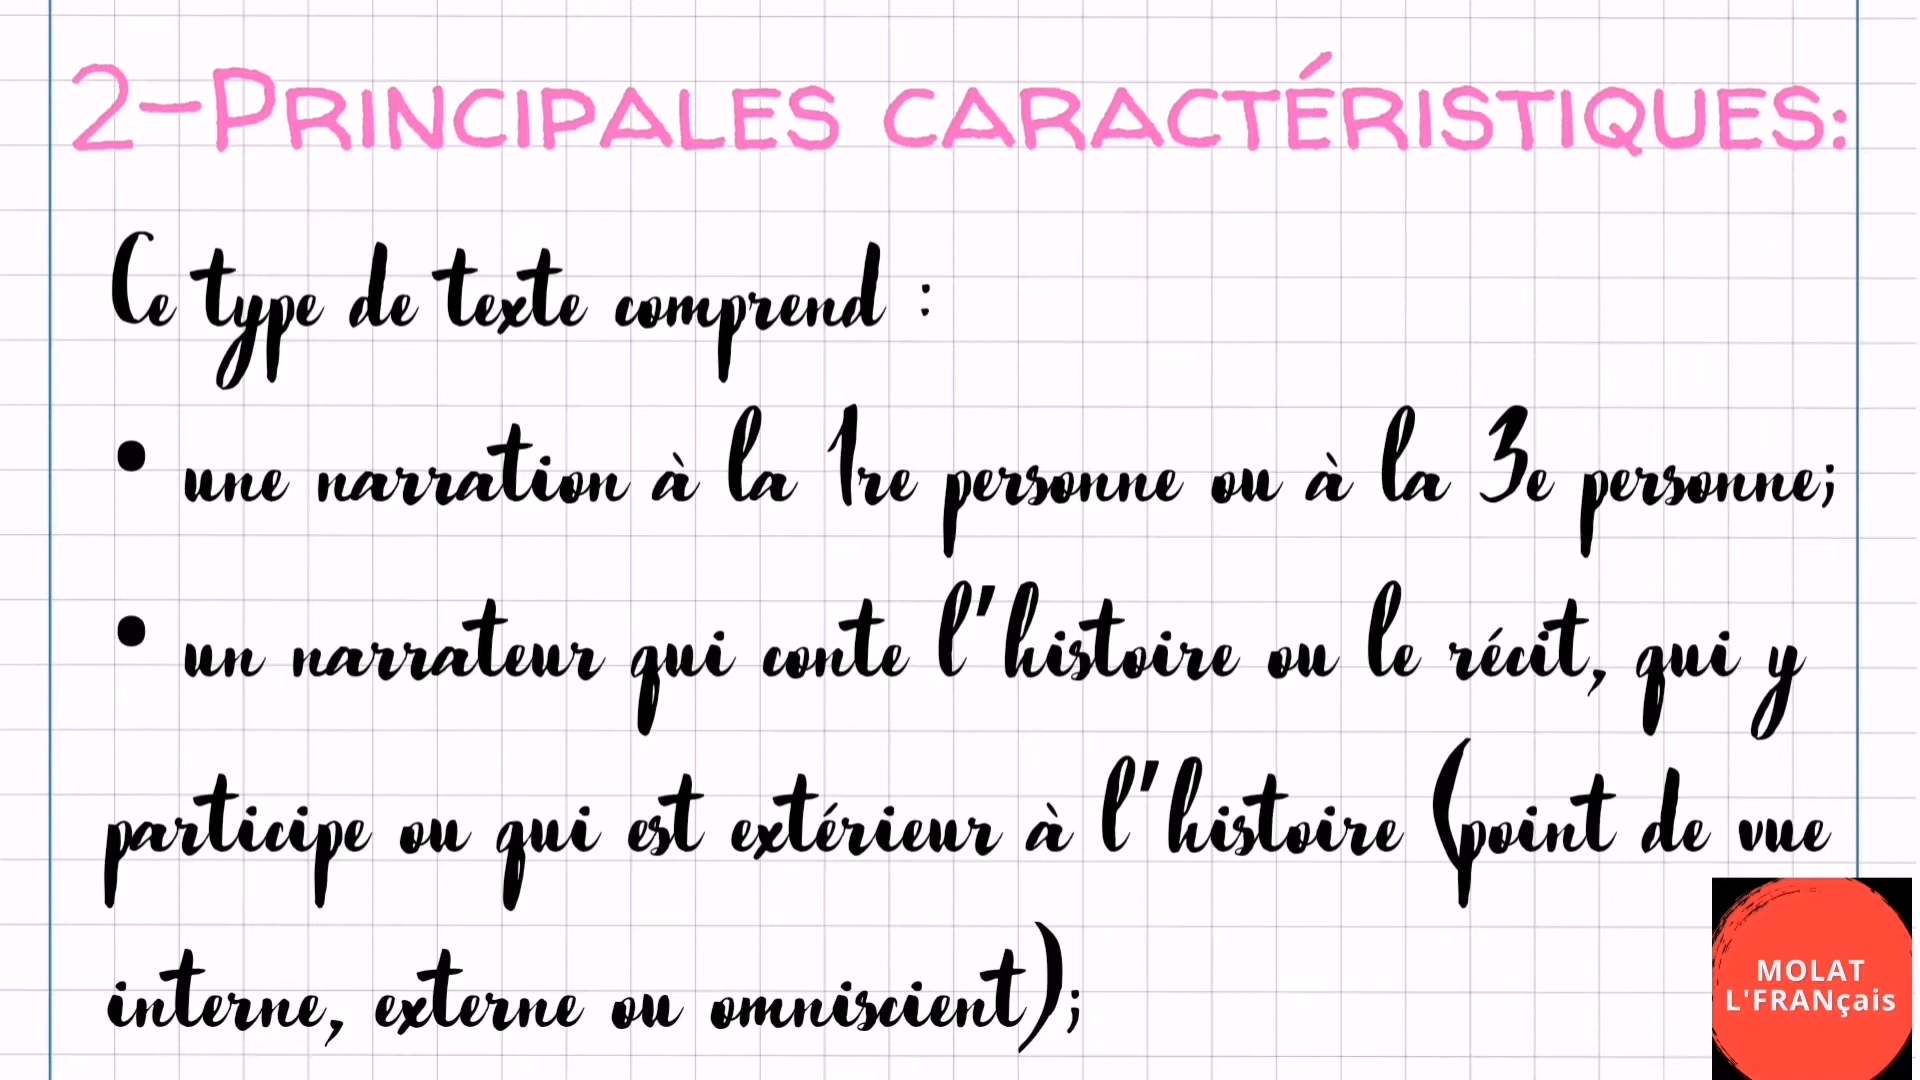 2-PRINCIPALES CARACTÉRISTIQUES:
Ce type de texte comprend :
• une narration à la 1re personne ou à la 3e personne;
• un narrateur qui conte l'histoire ou le récit, qui y
participe ou qui est extérieur à l'histoire (point de vue
interne, externe ou omniscient);
MOLAT
L'FRANçais